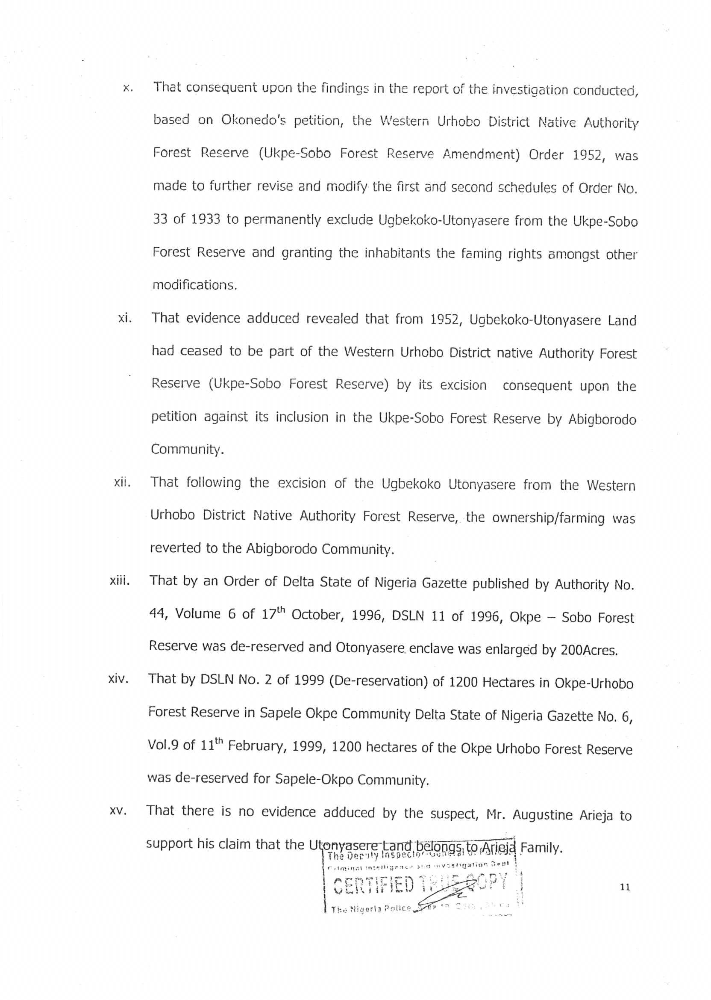 x. That consequent upon the findings in the report of the investigation conducted,
based on Okonedo's petition, the Western Urhobo District Native Authority
Forest Reserve (Ukpe-Sobo Forest Reserve Amendment) Order 1952, was
made to further revise and modify the first and second schedules of Order No.
33 of 1933 to permanently exclude Ugbekoko-Utonyasere from the Ukpe-Sobo
Forest Reserve and granting the inhabitants the faming rights amongst other
modifications.
xi. That evidence adduced revealed that from 1952, Ugbekoko-Utonyasere Land
had ceased to be part of the Western Urhobo District native Authority Forest
Reserve (Ukpe-Sobo Forest Reserve) by its excision consequent upon the
petition against its inclusion in the Ukpe-Sobo Forest Reserve by Abigborodo
Community.
xii. That following the excision of the Ugbekoko Utonyasere from the Western
Urhobo District Native Authority Forest Reserve, the ownership/farming was
reverted to the Abigborodo Community.
xiii. That by an Order of Delta State of Nigeria Gazette published by Authority No.
44, Volume 6 of 17th October, 1996, DSLN 11 of 1996, Okpe – Sobo Forest
Reserve was de-reserved and Otonyasere enclave was enlarged by 200Acres.
xiv. That by DSLN No. 2 of 1999 (De-reservation) of 1200 Hectares in Okpe-Urhobo
Forest Reserve in Sapele Okpe Community Delta State of Nigeria Gazette No. 6,
Vol.9 of 11th February, 1999, 1200 hectares of the Okpe Urhobo Forest Reserve
was de-reserved for Sapele-Okpo Community.
xv. That there is no evidence adduced by the suspect, Mr. Augustine Arieja to
support his claim that the Utonyasere Land belongs to Arieja Family.
The Deputy Inspector-General of
Criminal Intelligence and Investigation Dept
CERTIFIED TRUE COPY
The Nigeria Police
11